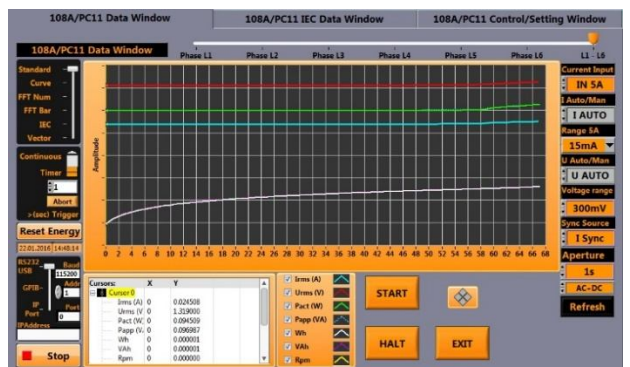 108A/PC11 Data Window
108A/PC11 IEC Data Window
108A/PC11 Control/Setting Window
108A/PC11 Data Window
Phase L1
Phase L2
Phase L3
Phase L4
Phase L5
Phase L6
L1 - L6
Standard
Curve
FFT Num
FFT Bar
IEC
Vector
Continuous
Timer
1
Abort
>(sec) Trigger
Reset Energy
22.01.2016 14:48:14
RS232
USB
Baud
115200
GPIB
Addr
1
IP
Port
Port
0
IPAddress
Stop
Amplitude
0 2 4 6 8 10 12 14 16 18 20 22 24 26 28 30 32 34 36 38 40 42 44 46 48 50 52 54 56 58 60 62 64 66 68
Cursors: X Y
Cursor 0
Irms (A) 0 0.024508
Urms (V 0 1.319000
Pact (W) 0 0.094509
Papp (V. 0 0.096987
Wh 0 0.000001
VAh 0 0.000001
Rpm 0 0.000000
Irms (A)
Urms (V)
Pact (W)
Papp (VA)
Wh
VAh
Rpm
START
HALT
EXIT
Current Input
IN 5A
I Auto/Man
I AUTO
Range 5A
15mA
U Auto/Man
U AUTO
Voltage range
300mV
Sync Source
I Sync
Aperture
1s
AC-DC
Refresh